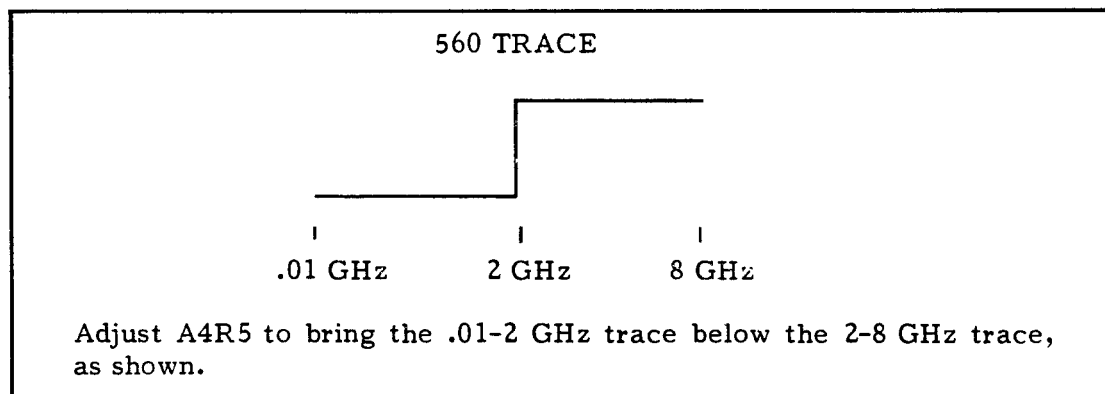 560 TRACE
.01 GHz 2 GHz 8 GHz
Adjust A4R5 to bring the .01-2 GHz trace below the 2-8 GHz trace,
as shown.